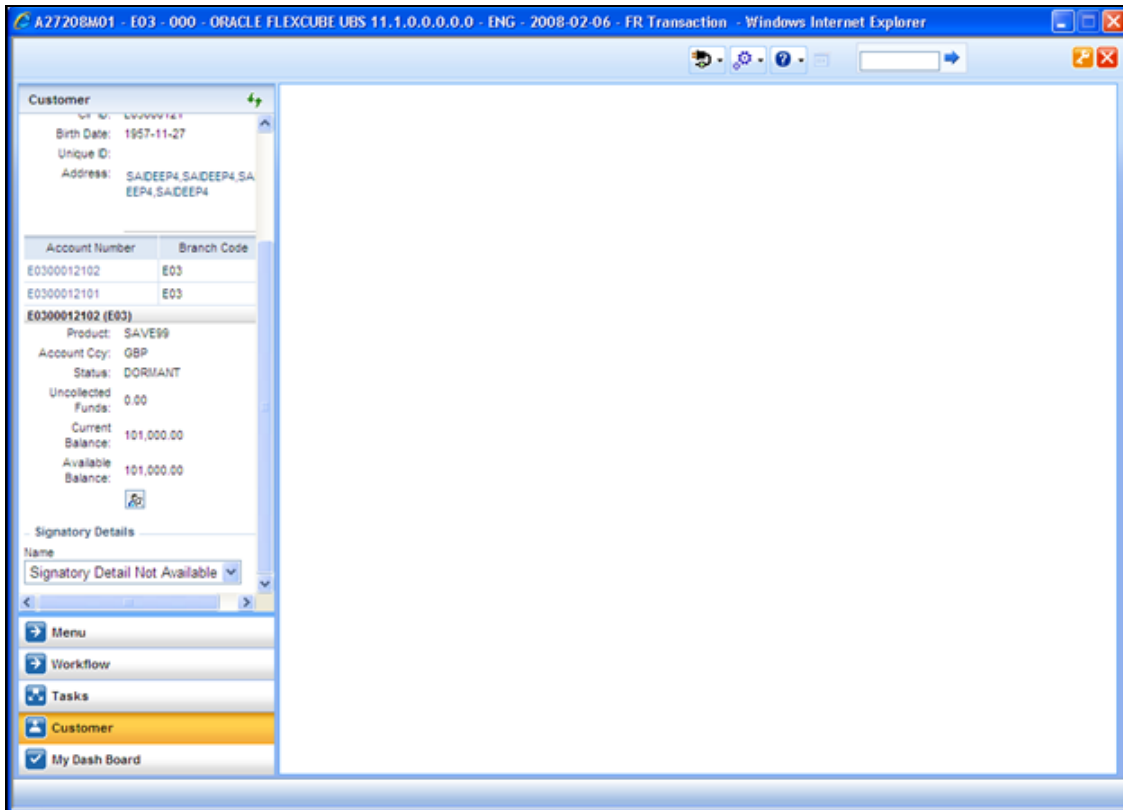 A27208M01 - E03 - 000 - ORACLE FLEXCUBE UBS 11.1.0.0.0.0.0 - ENG - 2008-02-06 - FR Transaction - Windows Internet Explorer
Customer
Birth Date: 1957-11-27
Unique ID:
Address: SAIDEEP4,SAIDEEP4,SA
EEP4,SAIDEEP4
Account Number Branch Code
E0300012102 E03
E0300012101 E03
E0300012102 (E03)
Product: SAVE99
Account Ccy: GBP
Status: DORMANT
Uncollected
Funds: 0.00
Current
Balance: 101,000.00
Available
Balance: 101,000.00
Signatory Details
Name
Signatory Detail Not Available
Menu
Workflow
Tasks
Customer
My Dash Board